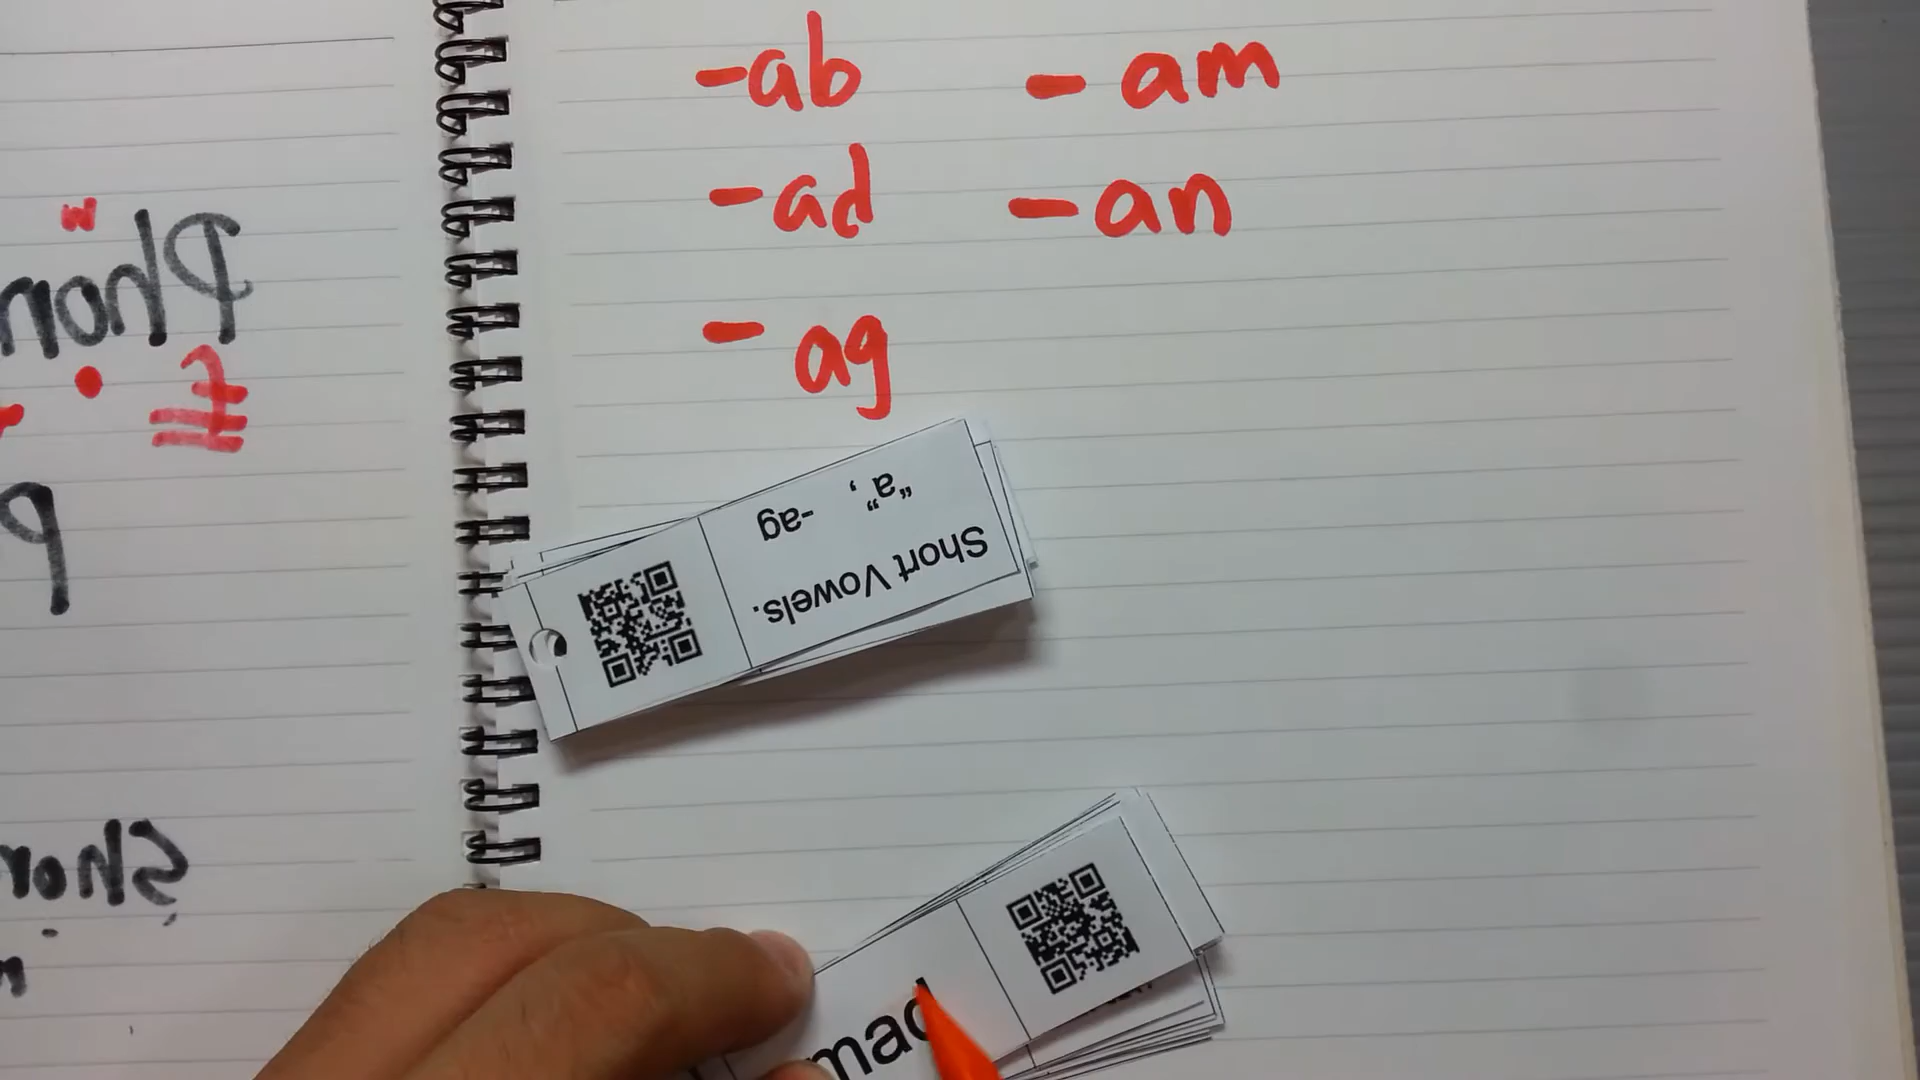 -ab -am
-ad -an
-ag
Short Vowels.
"a", -ag
mad
Phon
Shor